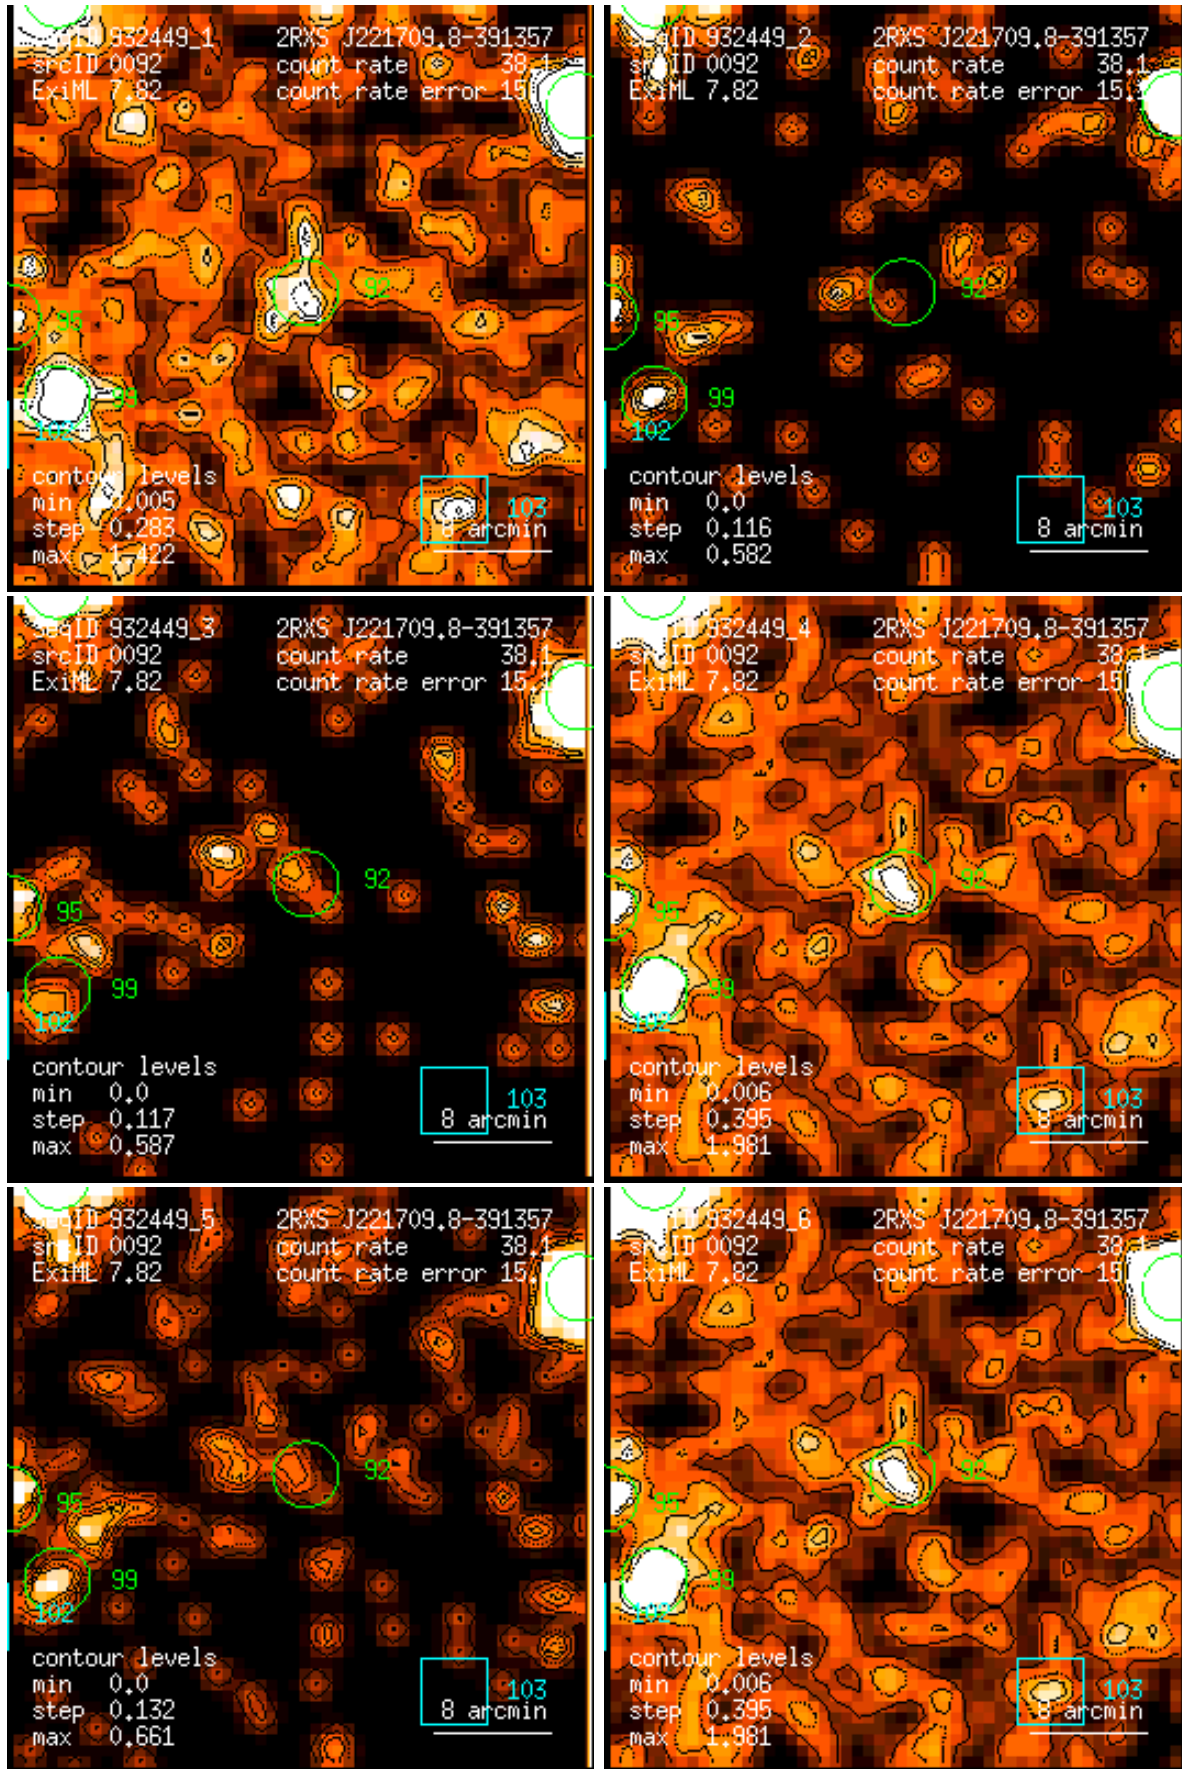 SeqID 932449_1 2RXS J221709.8-391357
srcID 0092 count rate 38.1
ExiML 7.82 count rate error 15
92
95
99
102
contour levels
min 0.005
step 0.283 103
max 1.422 8 arcmin
SeqID 932449_2 2RXS J221709.8-391357
srcID 0092 count rate 38.1
ExiML 7.82 count rate error 15.
92
95
99
102
contour levels
min 0.0
step 0.116 103
max 0.582 8 arcmin
SeqID 932449_3 2RXS J221709.8-391357
srcID 0092 count rate 38.1
ExiML 7.82 count rate error 15.
92
95
99
102
contour levels
min 0.0
step 0.117 103
max 0.587 8 arcmin
ID 932449_4 2RXS J221709.8-391357
srcID 0092 count rate 38.1
ExiML 7.82 count rate error 15
92
95
99
102
contour levels
min 0.006
step 0.395 103
max 1.981 8 arcmin
SeqID 932449_5 2RXS J221709.8-391357
srcID 0092 count rate 38.1
ExiML 7.82 count rate error 15.
92
95
99
102
contour levels
min 0.0
step 0.132 103
max 0.661 8 arcmin
ID 932449_6 2RXS J221709.8-391357
srcID 0092 count rate 38.1
ExiML 7.82 count rate error 15
92
95
99
102
contour levels
min 0.006
step 0.395 103
max 1.981 8 arcmin